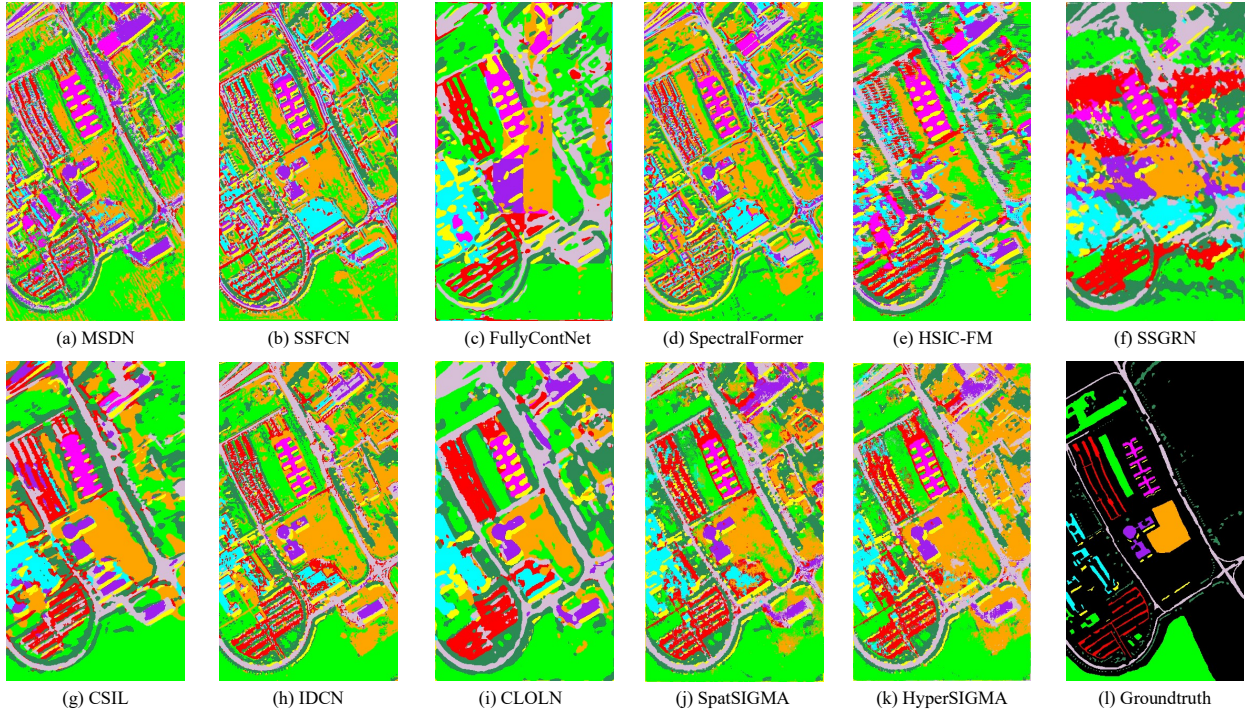 (a) MSDN
(b) SSFCN
(c) FullyContNet
(d) SpectralFormer
(e) HSIC-FM
(f) SSGRN
(g) CSIL
(h) IDCN
(i) CLOLN
(j) SpatSIGMA
(k) HyperSIGMA
(l) Groundtruth